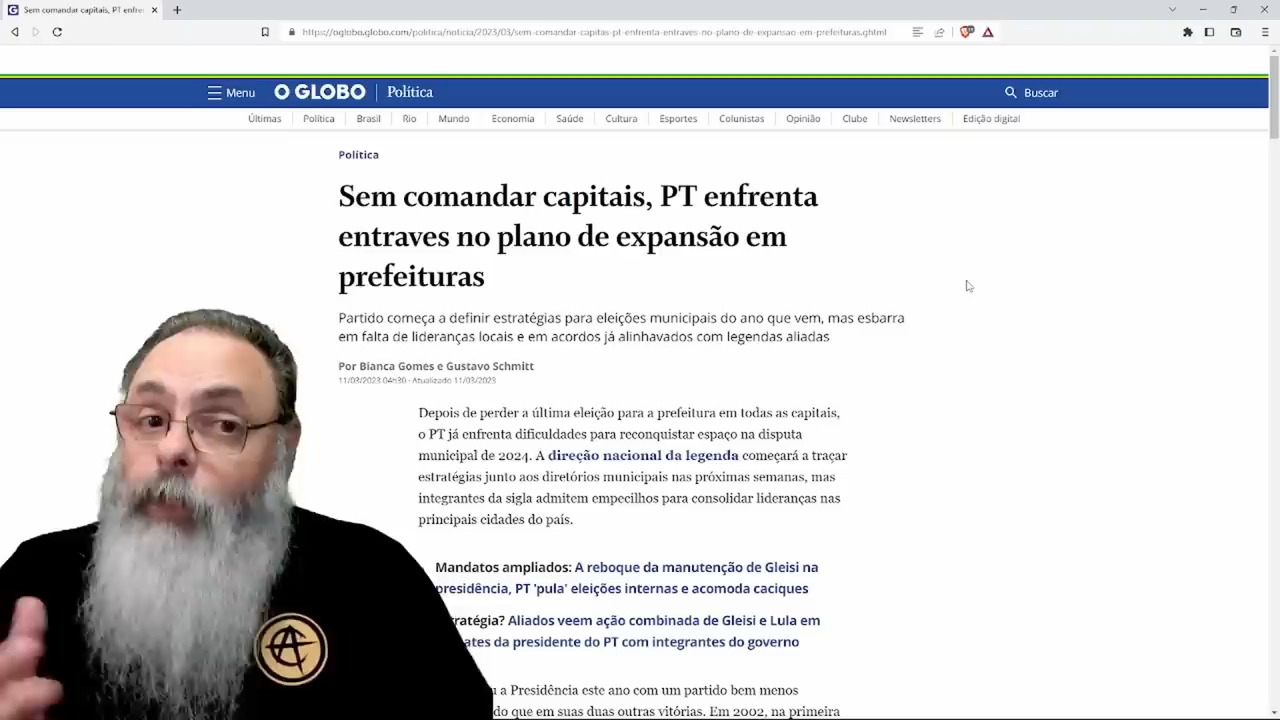 Sem comandar capitais, PT enfre
https://oglobo.globo.com/politica/noticia/2023/03/sem-comandar-capitas-pt-enfrenta-entraves-no-plano-de-expansao-em-prefeituras.ghtml
Menu O GLOBO Política Buscar
Últimas Política Brasil Rio Mundo Economia Saúde Cultura Esportes Colunistas Opinião Clube Newsletters Edição digital
Política
Sem comandar capitais, PT enfrenta
entraves no plano de expansão em
prefeituras
Partido começa a definir estratégias para eleições municipais do ano que vem, mas esbarra
em falta de lideranças locais e em acordos já alinhavados com legendas aliadas
Por Bianca Gomes e Gustavo Schmitt
11/03/2023 04h30 · Atualizado 11/03/2023
Depois de perder a última eleição para a prefeitura em todas as capitais,
o PT já enfrenta dificuldades para reconquistar espaço na disputa
municipal de 2024. A direção nacional da legenda começará a traçar
estratégias junto aos diretórios municipais nas próximas semanas, mas
integrantes da sigla admitem empecilhos para consolidar lideranças nas
principais cidades do país.
Mandatos ampliados: A reboque da manutenção de Gleisi na
presidência, PT 'pula' eleições internas e acomoda caciques
ratégia? Aliados veem ação combinada de Gleisi e Lula em
ates da presidente do PT com integrantes do governo
u a Presidência este ano com um partido bem menos
do que em suas duas outras vitórias. Em 2002, na primeira